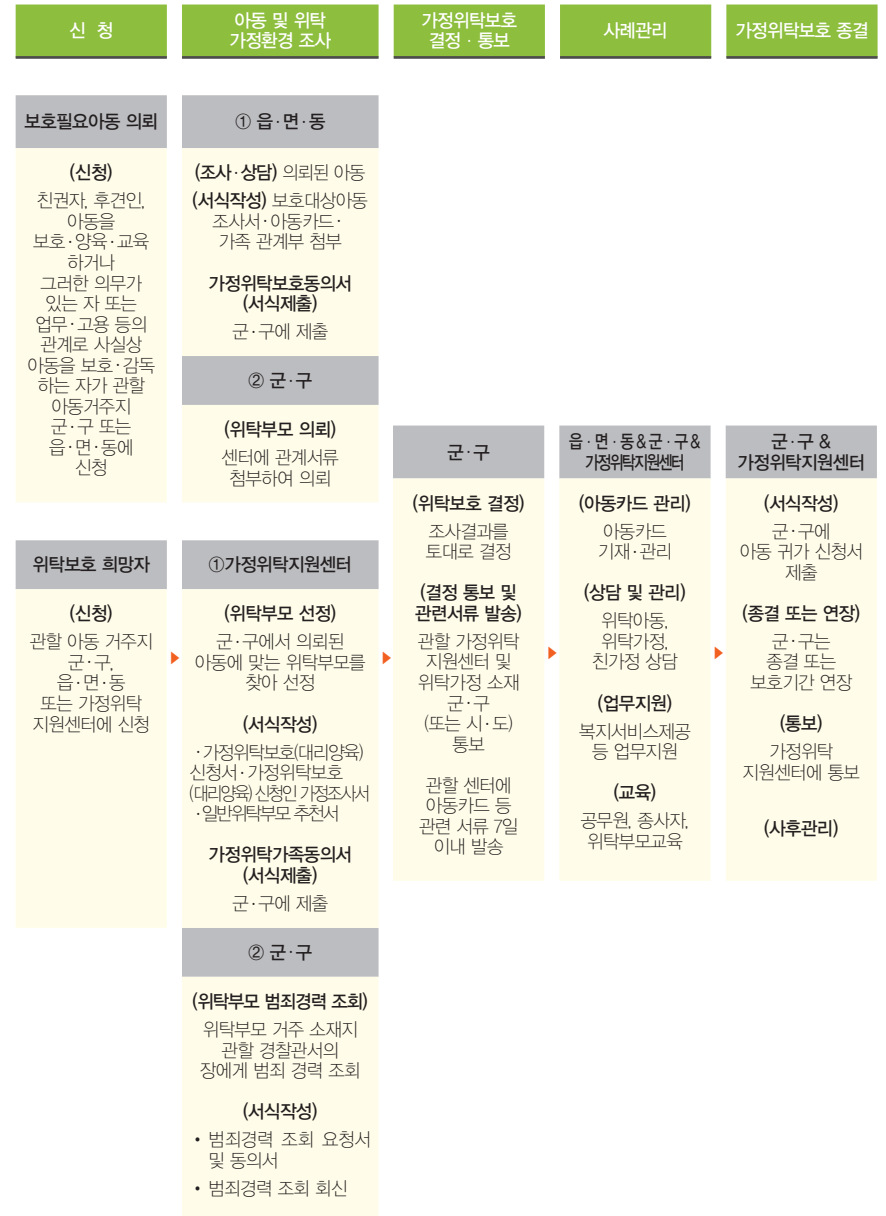 신 청
아동 및 위탁
가정환경 조사
가정위탁보호
결정 · 통보
사례관리
가정위탁보호 종결
보호필요아동 의뢰
(신청)
친권자, 후견인,
아동을
보호·양육·교육
하거나
그러한 의무가
있는 자 또는
업무·고용 등의
관계로 사실상
아동을 보호·감독
하는 자가 관할
아동거주지
군·구 또는
읍·면·동에
신청
① 읍·면·동
(조사·상담) 의뢰된 아동
(서식작성) 보호대상아동
조사서·아동카드·
가족 관계부 첨부
가정위탁보호동의서
(서식제출)
군·구에 제출
② 군·구
(위탁부모 의뢰)
센터에 관계서류
첨부하여 의뢰
위탁보호 희망자
(신청)
관할 아동 거주지
군·구,
읍·면·동
또는 가정위탁
지원센터에 신청
①가정위탁지원센터
(위탁부모 선정)
군·구에서 의뢰된
아동에 맞는 위탁부모를
찾아 선정
(서식작성)
·가정위탁보호(대리양육)
신청서·가정위탁보호
(대리양육) 신청인 가정조사서
·일반위탁부모 추천서
가정위탁가족동의서
(서식제출)
군·구에 제출
② 군·구
(위탁부모 범죄경력 조회)
위탁부모 거주 소재지
관할 경찰관서의
장에게 범죄 경력 조회
(서식작성)
• 범죄경력 조회 요청서
및 동의서
• 범죄경력 조회 회신
군·구
(위탁보호 결정)
조사결과를
토대로 결정
(결정 통보 및
관련서류 발송)
관할 가정위탁
지원센터 및
위탁가정 소재
군·구
(또는 시·도)
통보
관할 센터에
아동카드 등
관련 서류 7일
이내 발송
읍·면·동&군·구&
가정위탁지원센터
(아동카드 관리)
아동카드
기재·관리
(상담 및 관리)
위탁아동,
위탁가정,
친가정 상담
(업무지원)
복지서비스제공
등 업무지원
(교육)
공무원, 종사자,
위탁부모교육
군·구 &
가정위탁지원센터
(서식작성)
군·구에
아동 귀가 신청서
제출
(종결 또는 연장)
군·구는
종결 또는
보호기간 연장
(통보)
가정위탁
지원센터에 통보
(사후관리)